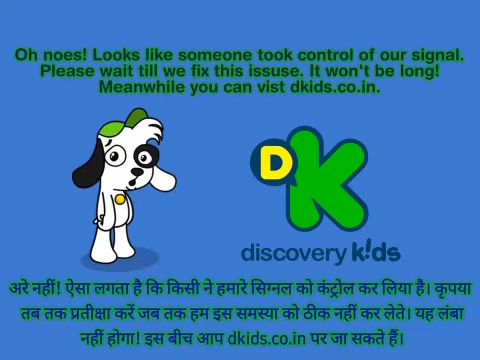 Oh noes! Looks like someone took control of our signal.
Please wait till we fix this issuse. It won't be long!
Meanwhile you can vist dkids.co.in.
D K
discovery k!ds
अरे नहीं! ऐसा लगता है कि किसी ने हमारे सिग्नल को कंट्रोल कर लिया है। कृपया
तब तक प्रतीक्षा करें जब तक हम इस समस्या को ठीक नहीं कर लेते। यह लंबा
नहीं होगा! इस बीच आप dkids.co.in पर जा सकते हैं।